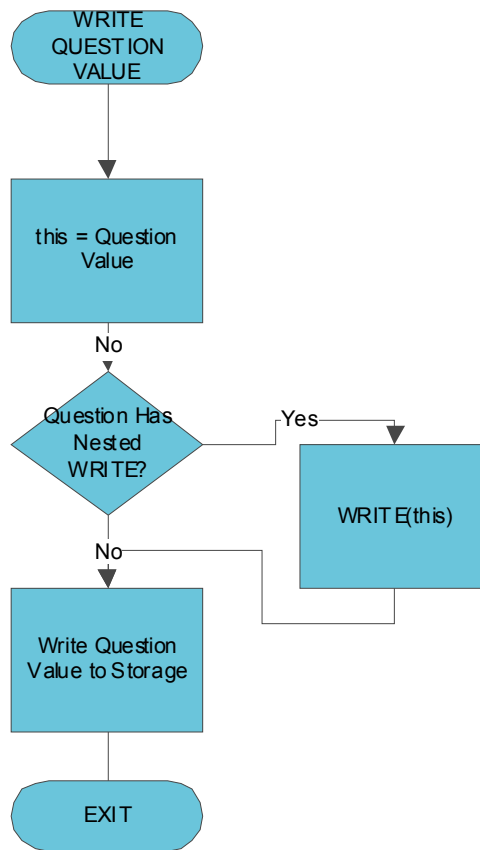 WRITE
QUESTION
VALUE
this = Question
Value
No
Question Has
Nested
WRITE?
Yes
WRITE(this)
No
Write Question
Value to Storage
EXIT